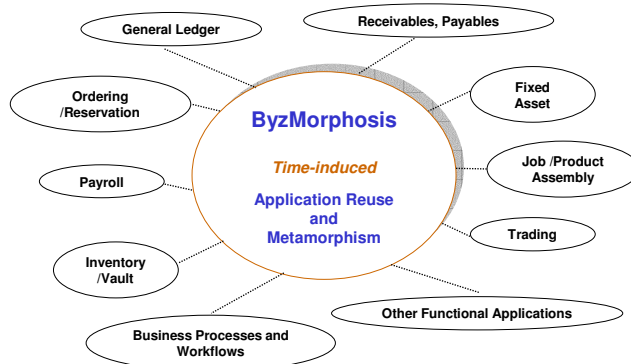 General Ledger
Receivables, Payables
Ordering
/Reservation
Fixed
Asset
ByzMorphosis
Time-induced
Application Reuse
and
Metamorphism
Payroll
Job /Product
Assembly
Trading
Inventory
/Vault
Other Functional Applications
Business Processes and
Workflows